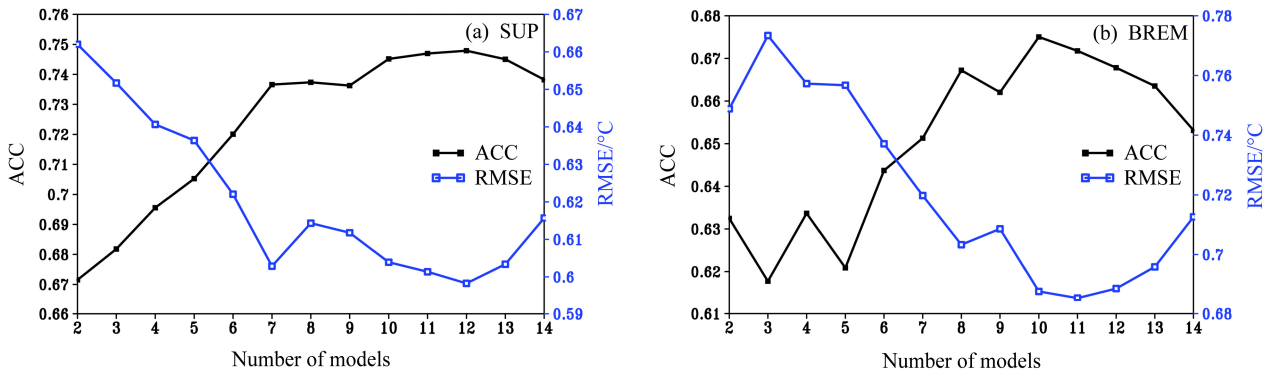 (a) SUP
0.76
0.75
0.74
0.73
0.72
0.71
0.7
0.69
0.68
0.67
0.66
ACC
0.67
0.66
0.65
0.64
0.63
0.62
0.61
0.6
0.59
RMSE/°C
ACC
RMSE
2 3 4 5 6 7 8 9 10 11 12 13 14
Number of models
(b) BREM
0.68
0.67
0.66
0.65
0.64
0.63
0.62
0.61
ACC
0.78
0.76
0.74
0.72
0.7
0.68
RMSE/°C
ACC
RMSE
2 3 4 5 6 7 8 9 10 11 12 13 14
Number of models